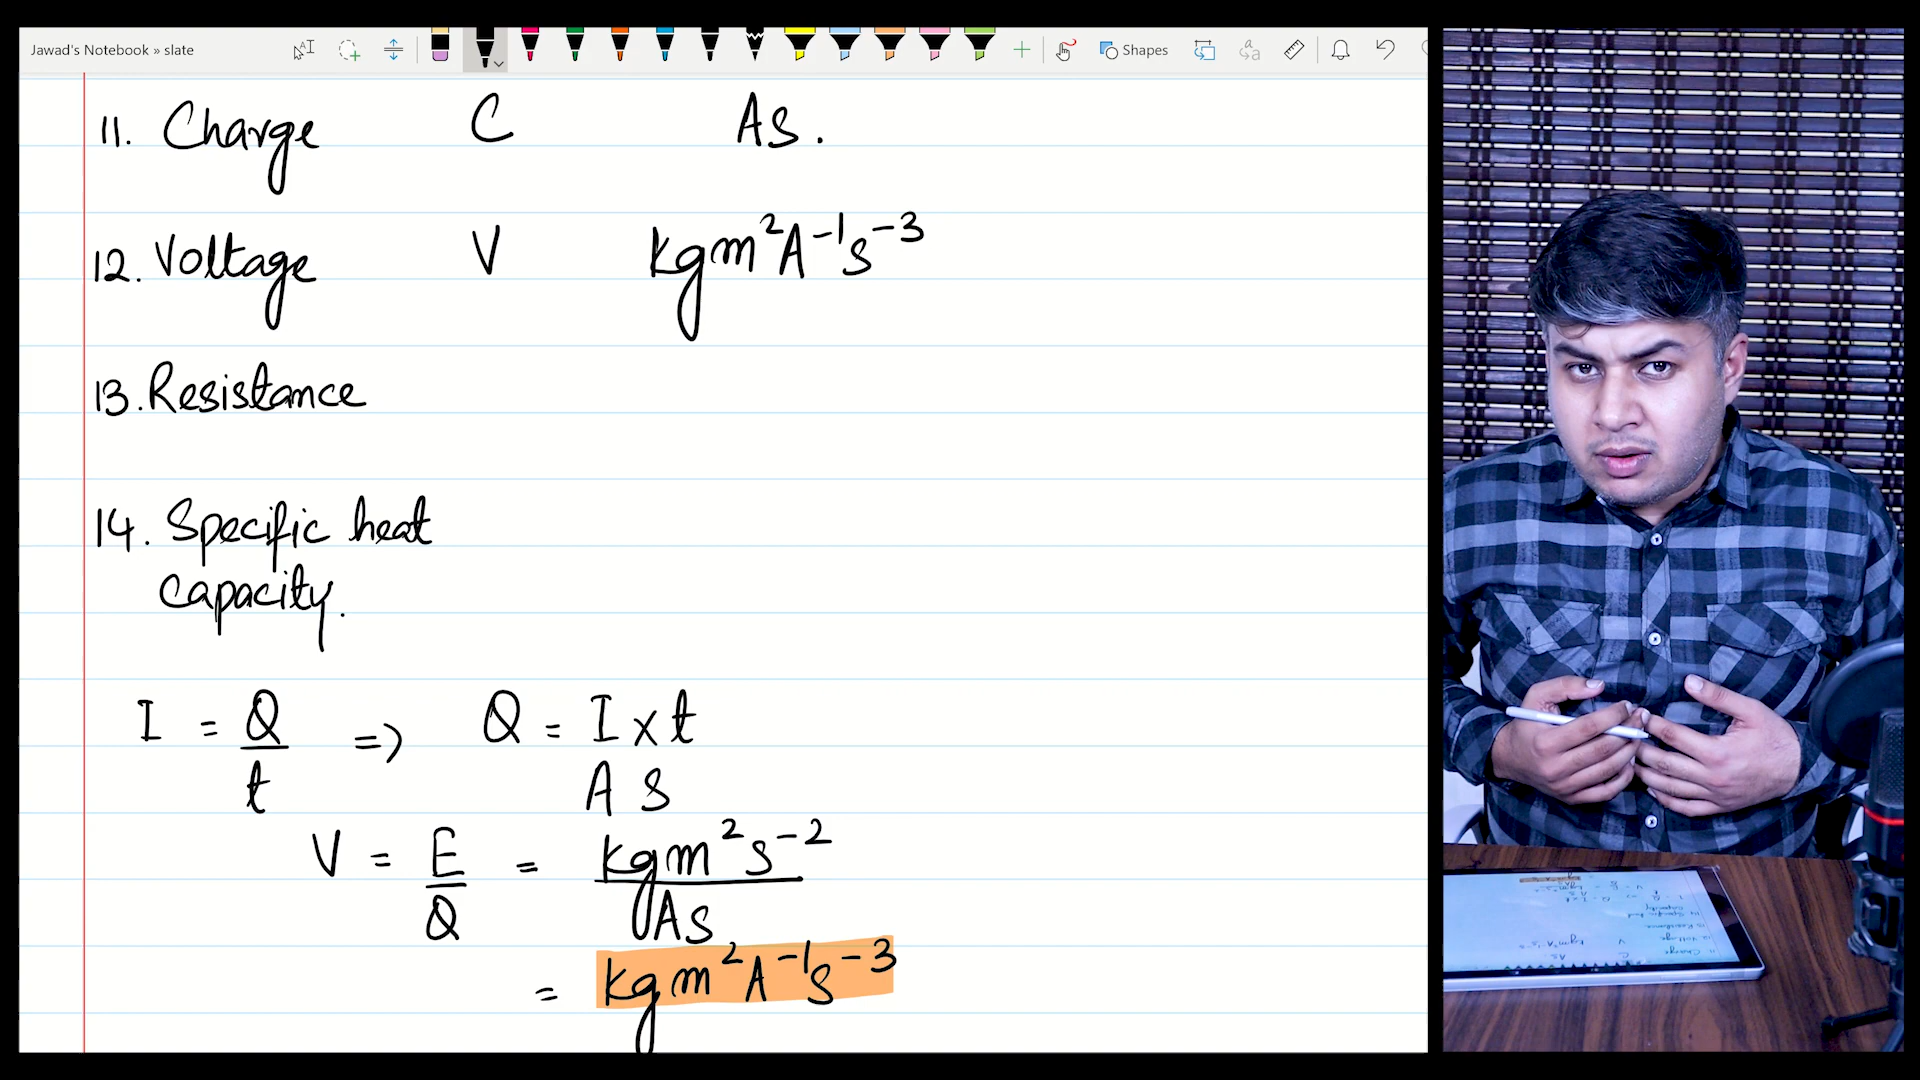 Jawad's Notebook » slate
Shapes
11. Charge C As.
12. Voltage V kgm²A⁻¹s⁻³
13. Resistance
14. Specific heat
capacity.
I = Q/t => Q = I x t
A s
V = E/Q = kgm²s⁻²/As
= kgm²A⁻¹s⁻³